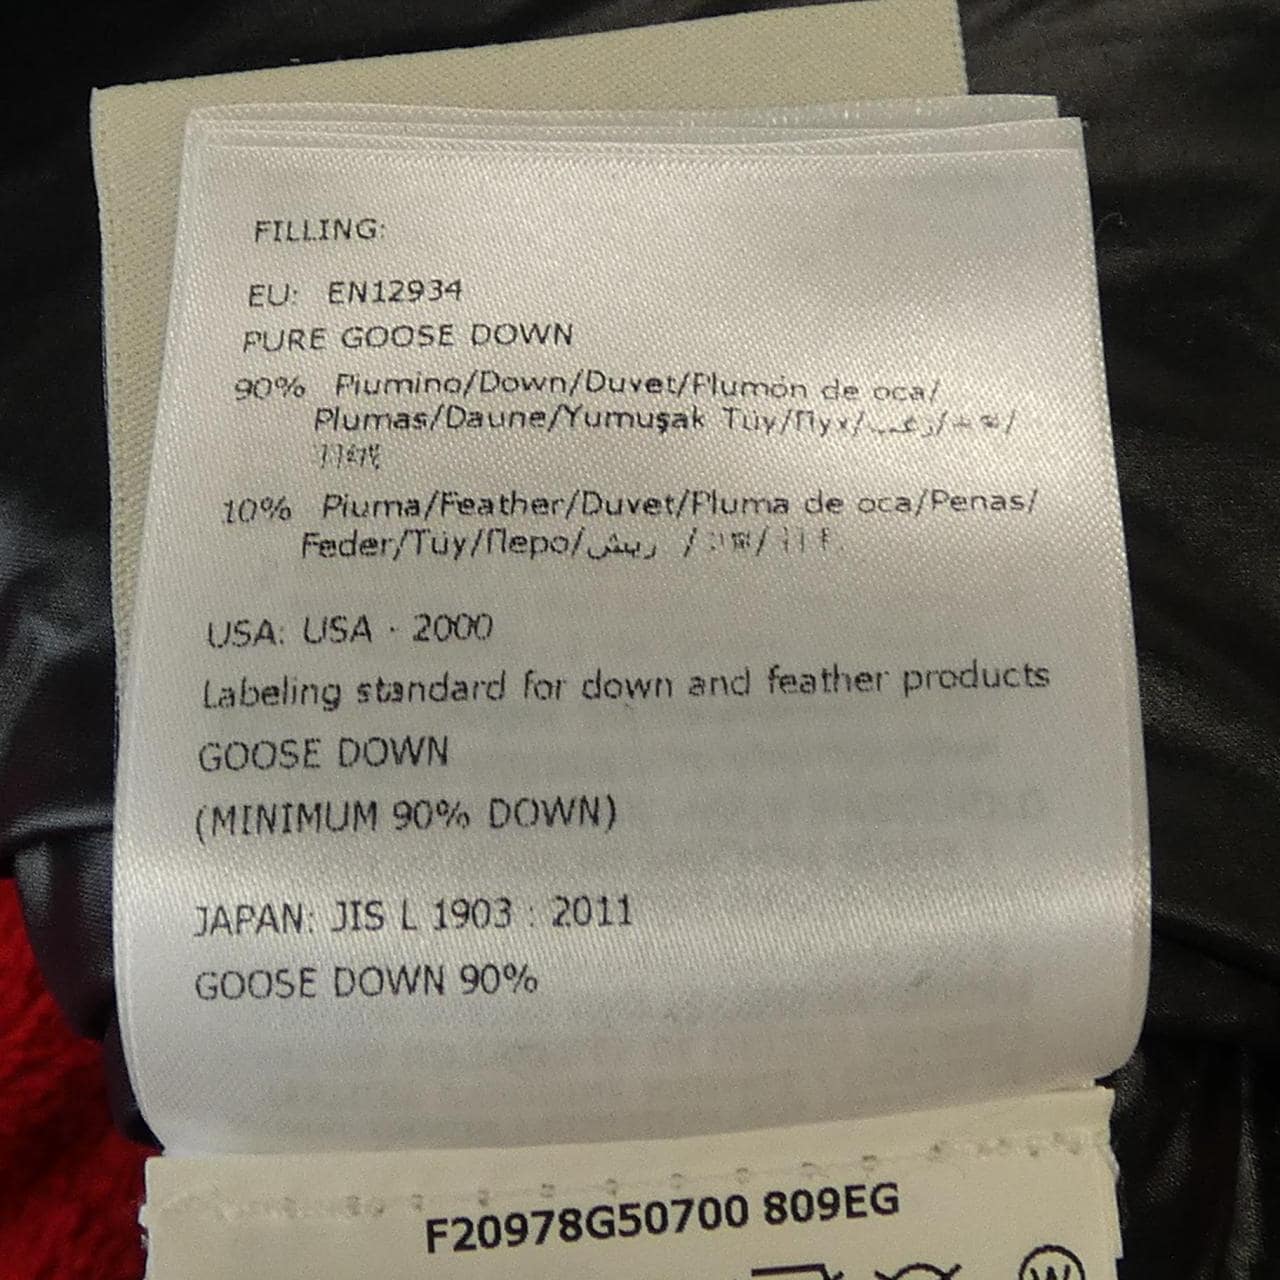 FILLING:
EU: EN12934
PURE GOOSE DOWN
90% Piumino/Down/Duvet/Plumón de oca/
Plumas/Daune/Yumuşak Tüy/Пух/زغب/
10% Piuma/Feather/Duvet/Pluma de oca/Penas/
Feder/Tüy/Перо/ريش /
USA: USA - 2000
Labeling standard for down and feather products
GOOSE DOWN
(MINIMUM 90% DOWN)
JAPAN: JIS L 1903 : 2011
GOOSE DOWN 90%
F20978G50700 809EG
W